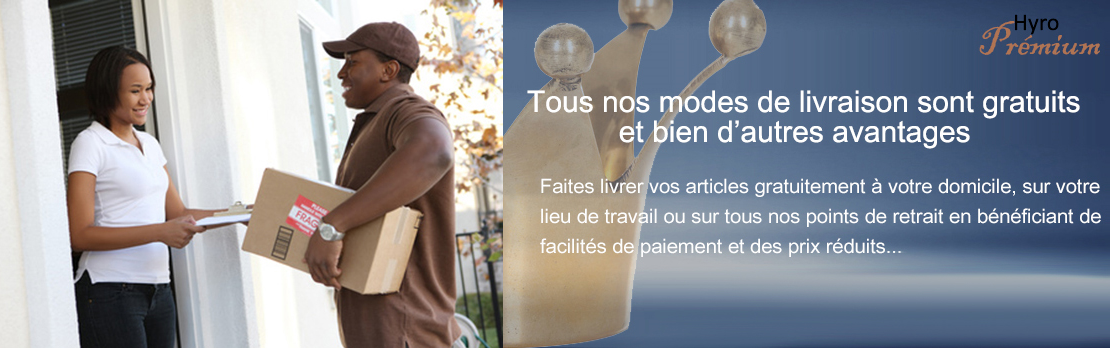 Hyro
Prémium
Tous nos modes de livraison sont gratuits
et bien d’autres avantages
Faites livrer vos articles gratuitement à votre domicile, sur votre
lieu de travail ou sur tous nos points de retrait en bénéficiant de
facilités de paiement et des prix réduits...